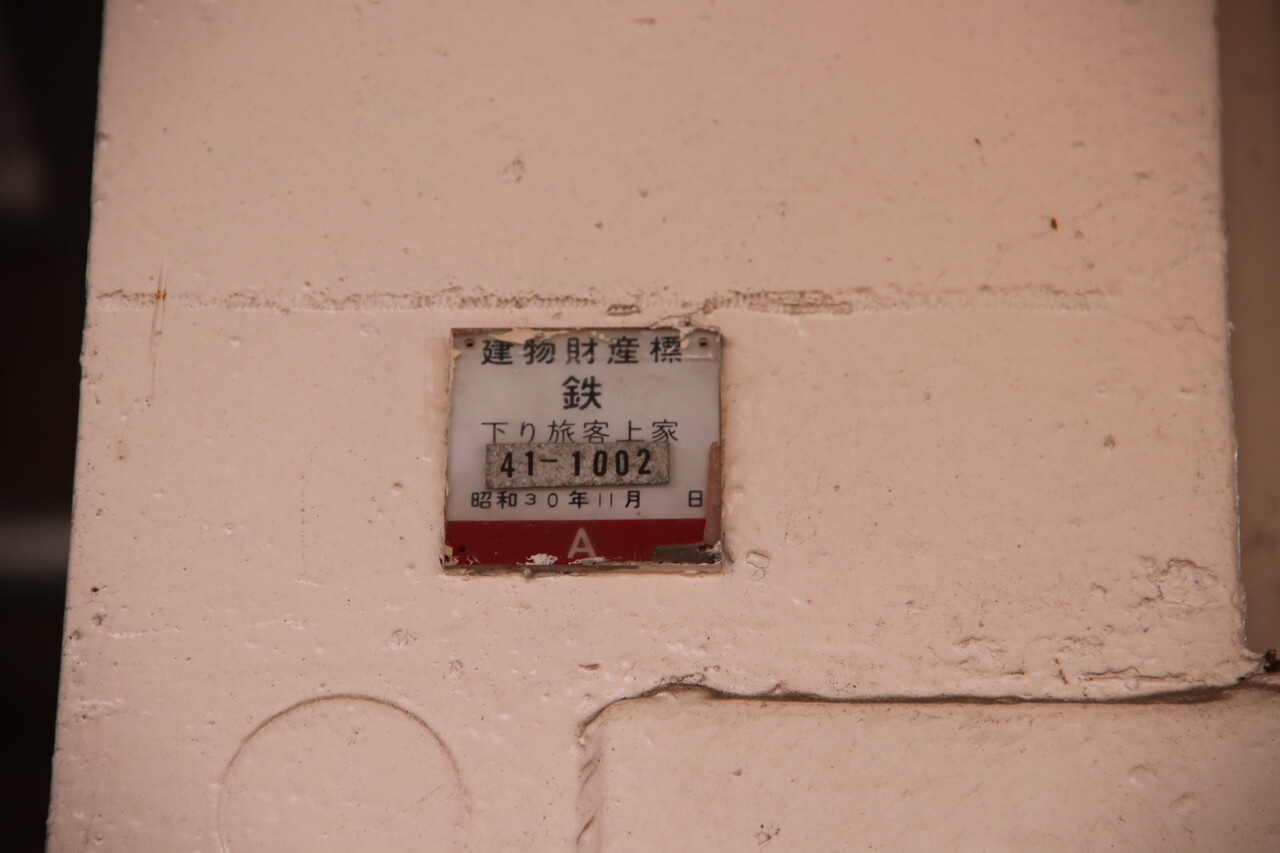 建物財産標
鉄
下り旅客上家
41-1002
昭和30年11月 日
A